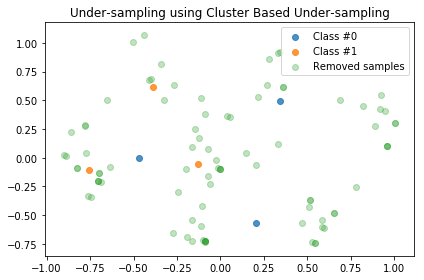 Under-sampling using Cluster Based Under-sampling
Class #0
Class #1
Removed samples
1.00
0.75
0.50
0.25
0.00
−0.25
−0.50
−0.75
−1.00 −0.75 −0.50 −0.25 0.00 0.25 0.50 0.75 1.00